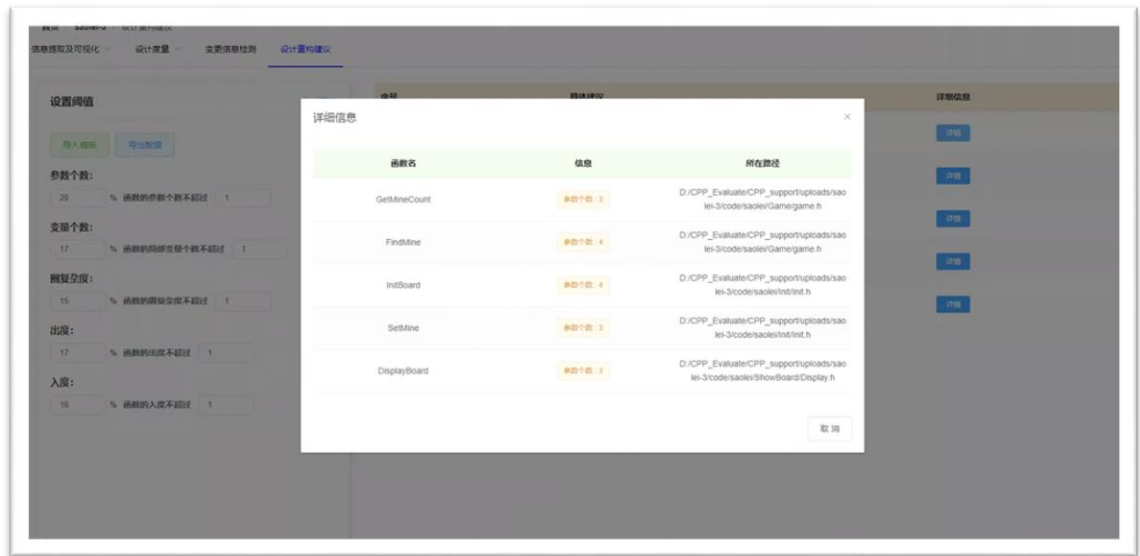 首页 / saolei-3 / 设计重构建议
信息提取及可视化 设计度量 变更信息检测 设计重构建议
设置阈值
导入模板 导出数据
参数个数:
20 % 函数的参数个数不超过 1
变量个数:
17 % 函数的局部变量个数不超过 1
圈复杂度:
15 % 函数的圈复杂度不超过 1
出度:
17 % 函数的出度不超过 1
入度:
16 % 函数的入度不超过 1
序号 具体建议 详细信息
详情
详情
详情
详情
详情
详细信息 ×
函数名 信息 所在路径
GetMineCount 参数个数 : 3 D:/CPP_Evaluate/CPP_support/uploads/sao
lei-3/code/saolei/Game/game.h
FindMine 参数个数 : 4 D:/CPP_Evaluate/CPP_support/uploads/sao
lei-3/code/saolei/Game/game.h
InitBoard 参数个数 : 4 D:/CPP_Evaluate/CPP_support/uploads/sao
lei-3/code/saolei/Init/Init.h
SetMine 参数个数 : 3 D:/CPP_Evaluate/CPP_support/uploads/sao
lei-3/code/saolei/Init/Init.h
DisplayBoard 参数个数 : 3 D:/CPP_Evaluate/CPP_support/uploads/sao
lei-3/code/saolei/ShowBoard/Display.h
取 消